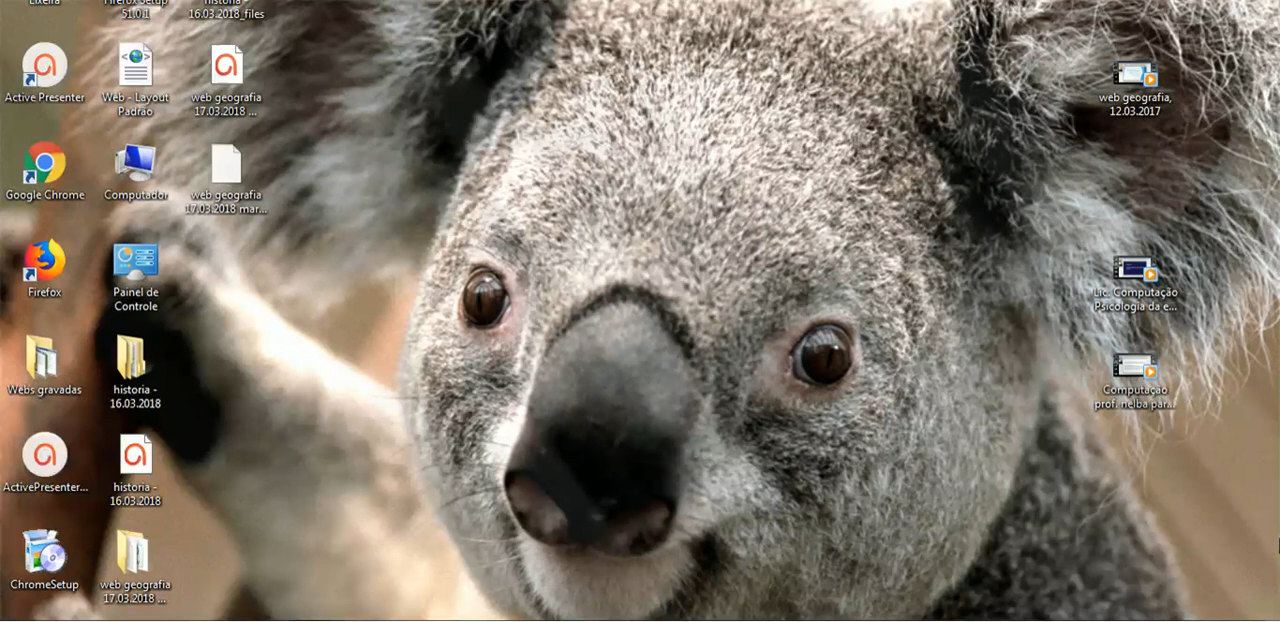 Lixeira
Firefox Setup
51.0.1
historia -
16.03.2018_files
Active Presenter
Web - Layout
Padrão
web geografia
17.03.2018 ...
web geografia,
12.03.2017
Google Chrome
Computador
web geografia
17.03.2018 mar...
Firefox
Painel de
Controle
Lic. Computação
Psicologia da e...
Webs gravadas
historia -
16.03.2018
Computação
prof. nelba par...
ActivePresenter...
historia -
16.03.2018
ChromeSetup
web geografia
17.03.2018 ...